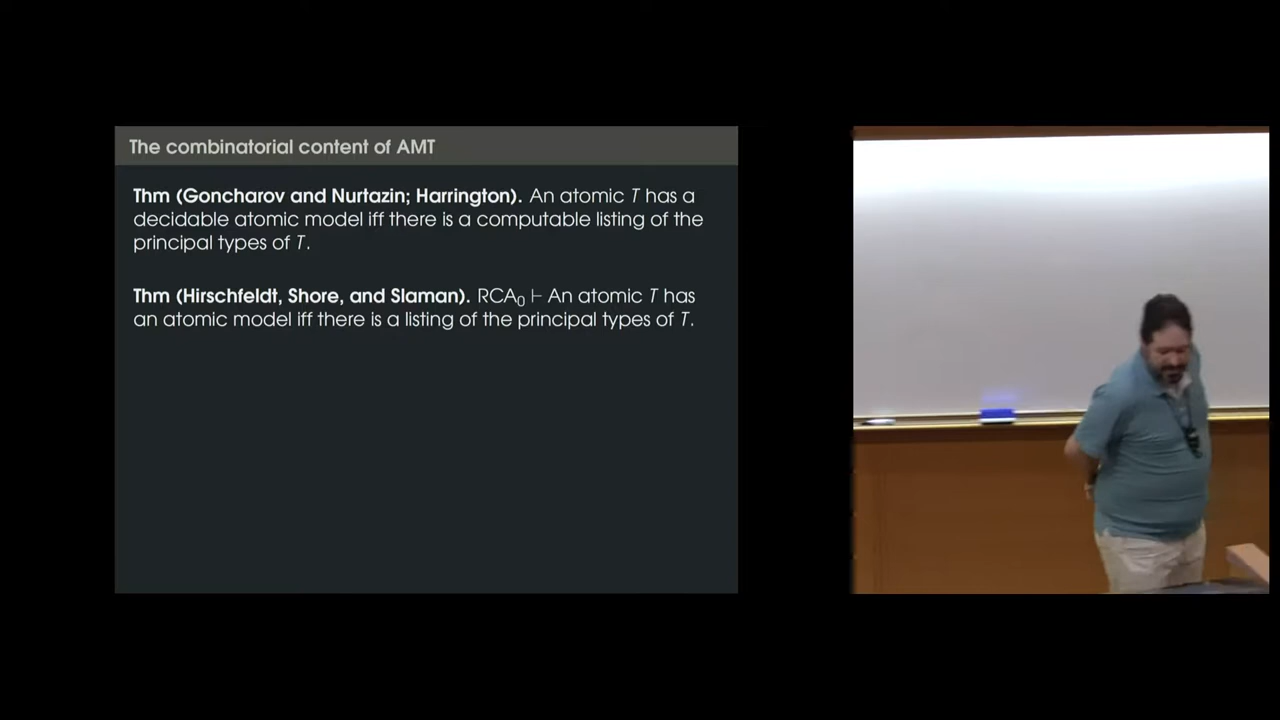 The combinatorial content of AMT
Thm (Goncharov and Nurtazin; Harrington). An atomic T has a
decidable atomic model iff there is a computable listing of the
principal types of T.
Thm (Hirschfeldt, Shore, and Slaman). RCA₀ ⊢ An atomic T has
an atomic model iff there is a listing of the principal types of T.